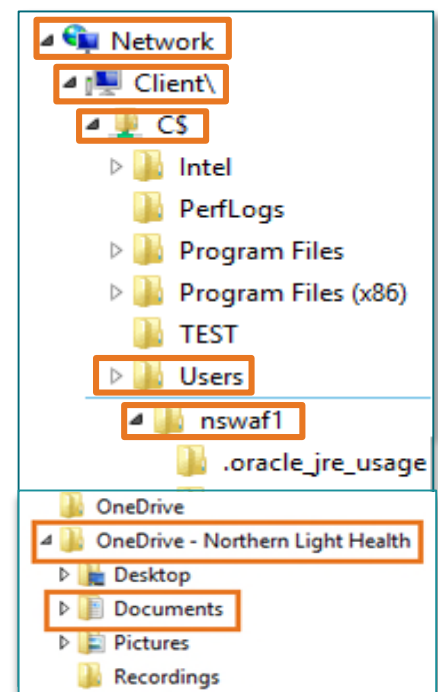 Network
Client\
C$
Intel
PerfLogs
Program Files
Program Files (x86)
TEST
Users
nswaf1
.oracle_jre_usage
OneDrive
OneDrive - Northern Light Health
Desktop
Documents
Pictures
Recordings